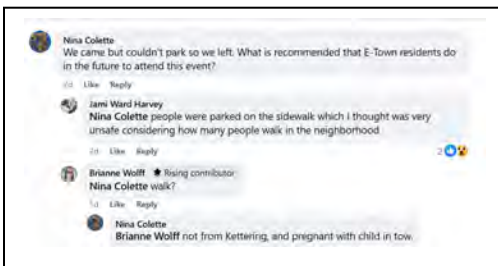 Nina Colette
We came but couldn't park so we left. What is recommended that E-Town residents do
in the future to attend this event?
Like Reply
Jami Ward Harvey
Nina Colette people were parked on the sidewalk which I thought was very
unsafe considering how many people walk in the neighborhood
Like Reply 2
Brianne Wolff Rising contributor
Nina Colette walk?
Like Reply
Nina Colette
Brianne Wolff not from Kettering, and pregnant with child in tow.